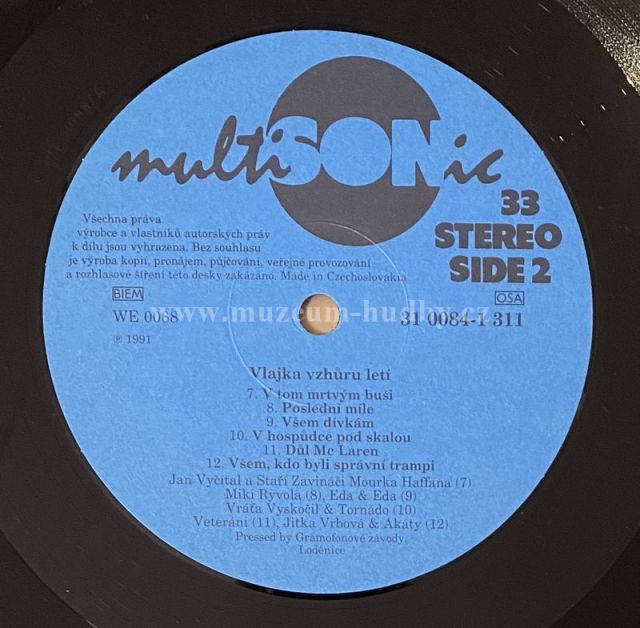 multiSONic
33
STEREO
SIDE 2
Všechna práva
výrobce a vlastníků autorských práv
k dílu jsou vyhrazena. Bez souhlasu
je výroba kopií, pronájem, půjčování, veřejné provozování
a rozhlasové šíření této desky zakázáno. Made in Czechoslovakia
BIEM
OSA
www.muzeum-hudby.cz
WE 0068
31 0084-1 311
℗ 1991
Vlajka vzhůru letí
7. V tom mrtvým buši
8. Poslední míle
9. Všem dívkám
10. V hospůdce pod skalou
11. Důl Mc Laren
12. Všem, kdo byli správní trampi
Jan Vyčítal a Staří Zavináči Mourka Haffana (7)
Miki Ryvola (8), Eda & Eda (9)
Vráťa Vyskočil & Tornádo (10)
Veteráni (11), Jitka Vrbová & Akáty (12)
Pressed by Gramofonové závody,
Loděnice